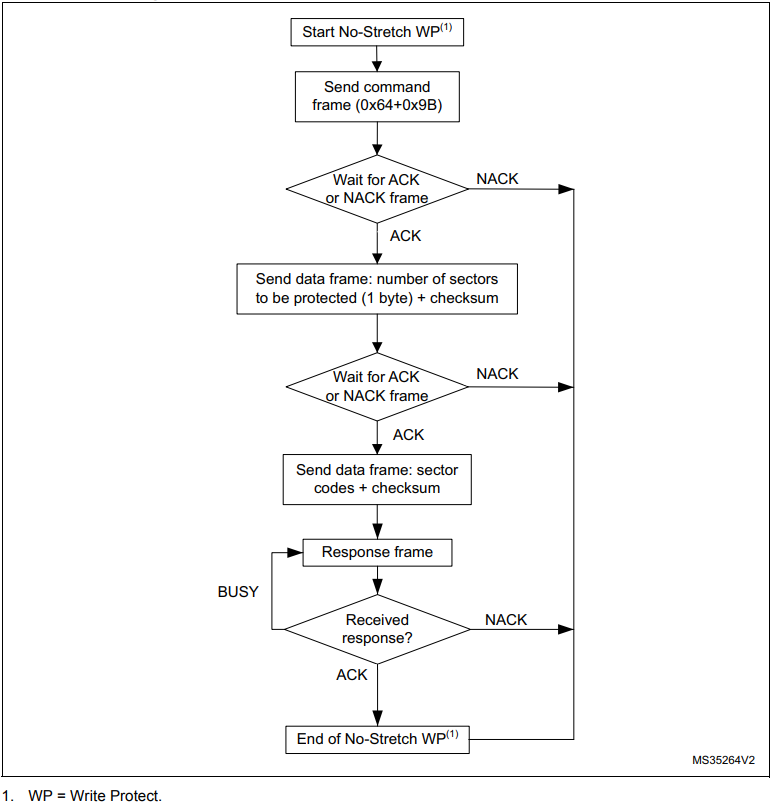 Start No-Stretch WP(1)
Send command
frame (0x64+0x9B)
Wait for ACK
or NACK frame
NACK
ACK
Send data frame: number of sectors
to be protected (1 byte) + checksum
Wait for ACK
or NACK frame
NACK
ACK
Send data frame: sector
codes + checksum
Response frame
BUSY
Received
response?
NACK
ACK
End of No-Stretch WP(1)
MS35264V2
1. WP = Write Protect.